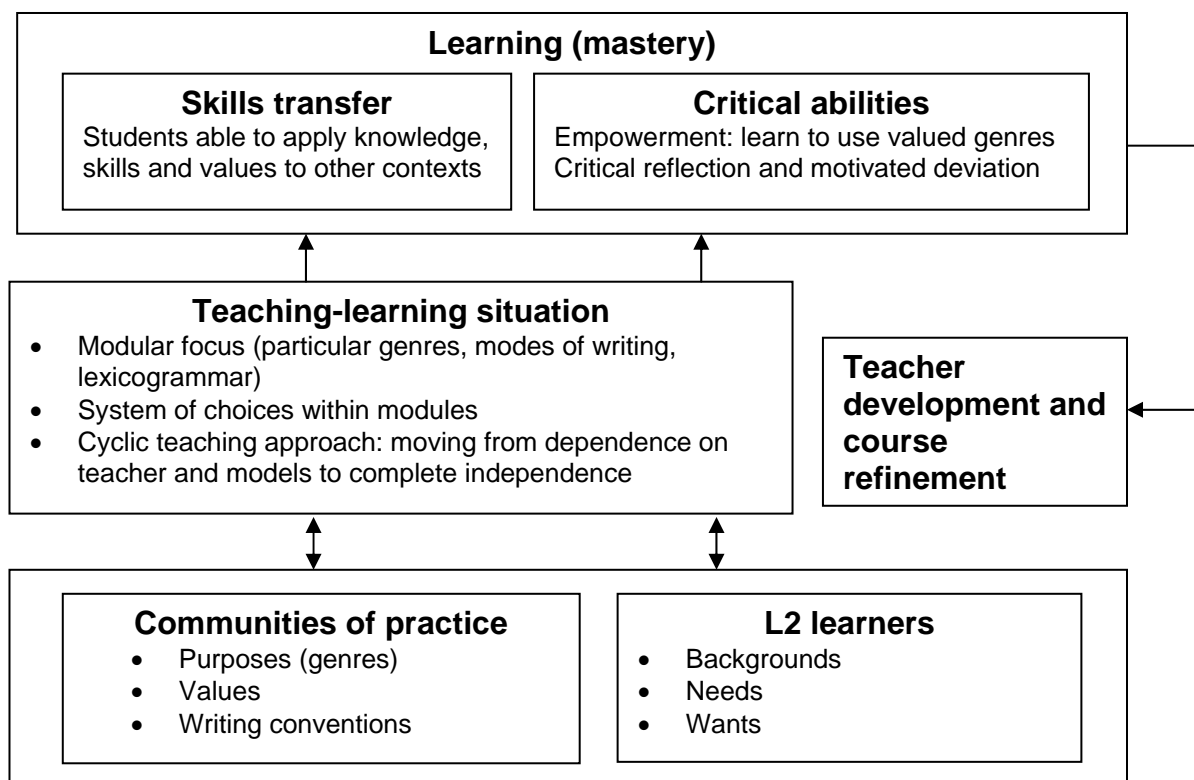 Learning (mastery)
Skills transfer
Students able to apply knowledge,
skills and values to other contexts
Critical abilities
Empowerment: learn to use valued genres
Critical reflection and motivated deviation
Teaching-learning situation
• Modular focus (particular genres, modes of writing,
lexicogrammar)
• System of choices within modules
• Cyclic teaching approach: moving from dependence on
teacher and models to complete independence
Teacher
development and
course
refinement
Communities of practice
• Purposes (genres)
• Values
• Writing conventions
L2 learners
• Backgrounds
• Needs
• Wants